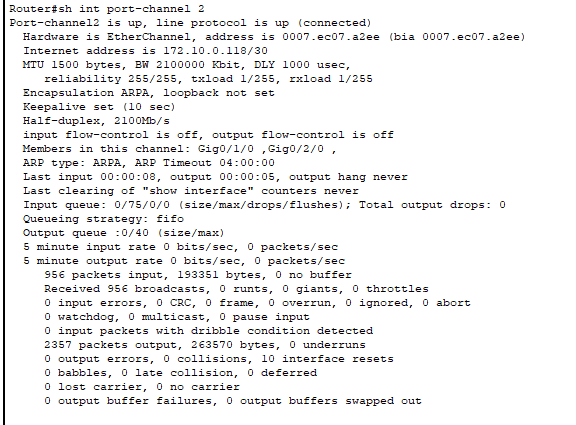 Router#sh int port-channel 2
Port-channel2 is up, line protocol is up (connected)
Hardware is EtherChannel, address is 0007.ec07.a2ee (bia 0007.ec07.a2ee)
Internet address is 172.10.0.118/30
MTU 1500 bytes, BW 2100000 Kbit, DLY 1000 usec,
reliability 255/255, txload 1/255, rxload 1/255
Encapsulation ARPA, loopback not set
Keepalive set (10 sec)
Half-duplex, 2100Mb/s
input flow-control is off, output flow-control is off
Members in this channel: Gig0/1/0 ,Gig0/2/0 ,
ARP type: ARPA, ARP Timeout 04:00:00
Last input 00:00:08, output 00:00:05, output hang never
Last clearing of "show interface" counters never
Input queue: 0/75/0/0 (size/max/drops/flushes); Total output drops: 0
Queueing strategy: fifo
Output queue :0/40 (size/max)
5 minute input rate 0 bits/sec, 0 packets/sec
5 minute output rate 0 bits/sec, 0 packets/sec
956 packets input, 193351 bytes, 0 no buffer
Received 956 broadcasts, 0 runts, 0 giants, 0 throttles
0 input errors, 0 CRC, 0 frame, 0 overrun, 0 ignored, 0 abort
0 watchdog, 0 multicast, 0 pause input
0 input packets with dribble condition detected
2357 packets output, 263570 bytes, 0 underruns
0 output errors, 0 collisions, 10 interface resets
0 babbles, 0 late collision, 0 deferred
0 lost carrier, 0 no carrier
0 output buffer failures, 0 output buffers swapped out